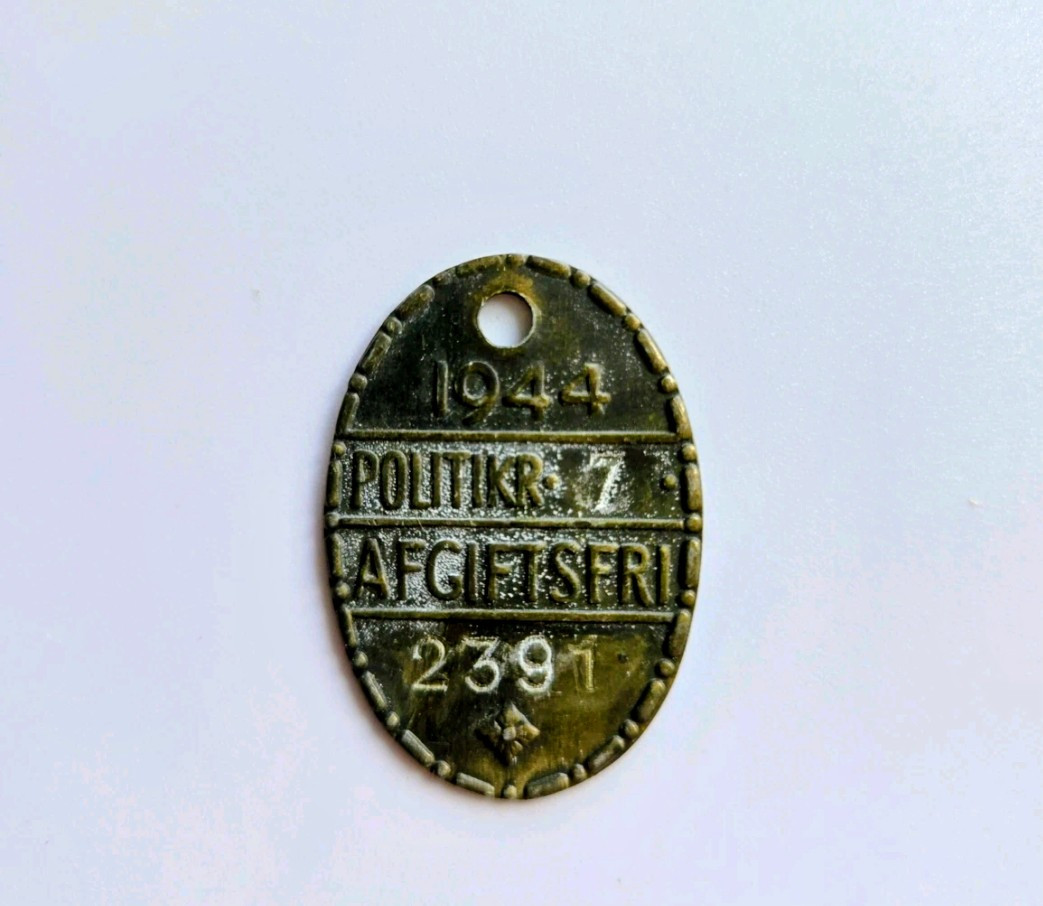 1944
POLITIKR· 7 ·
AFGIFTSFRI
2391